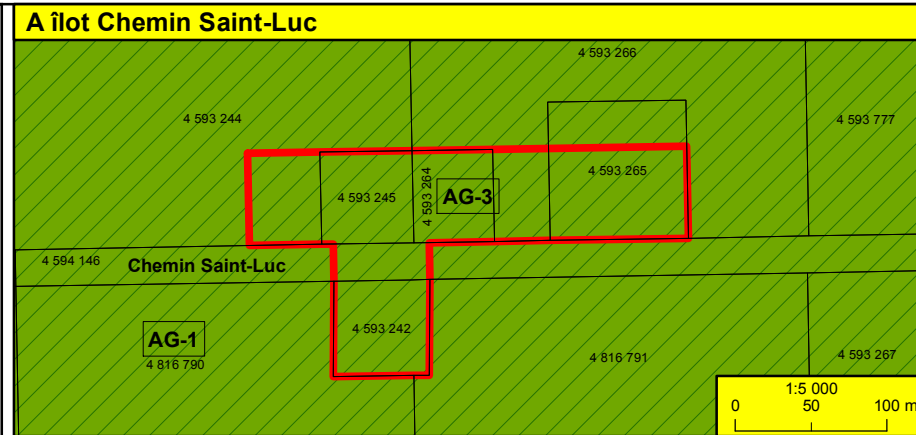 A îlot Chemin Saint-Luc
4 593 266
4 593 244
4 593 777
4 593 245
4 593 264
AG-3
4 593 265
4 594 146
Chemin Saint-Luc
4 593 242
AG-1
4 816 790
4 816 791
4 593 267
1:5 000
0 50 100 m